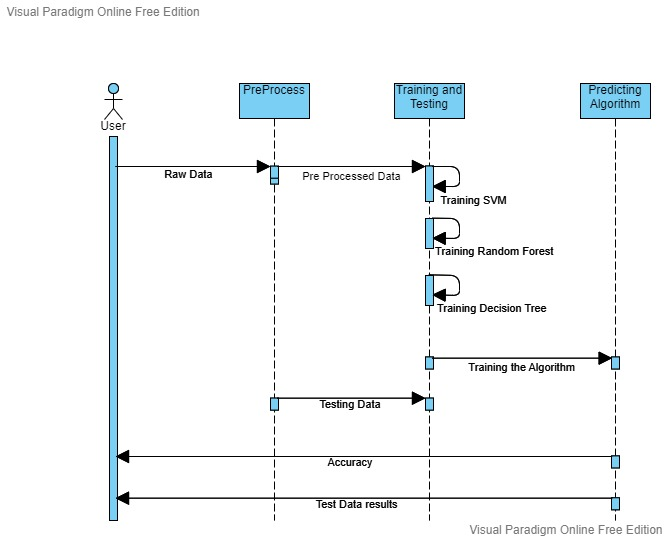 Visual Paradigm Online Free Edition
User
PreProcess
Training and
Testing
Predicting
Algorithm
Raw Data
Pre Processed Data
Training SVM
Training Random Forest
Training Decision Tree
Training the Algorithm
Testing Data
Accuracy
Test Data results
Visual Paradigm Online Free Edition